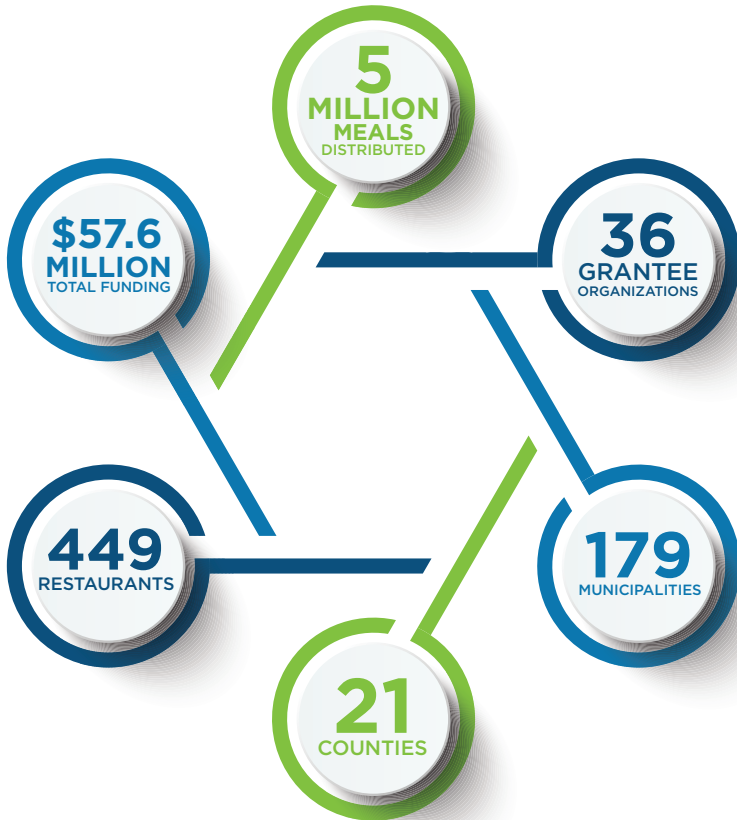 5
MILLION
MEALS
DISTRIBUTED
$57.6
MILLION
TOTAL FUNDING
36
GRANTEE
ORGANIZATIONS
449
RESTAURANTS
179
MUNICIPALITIES
21
COUNTIES